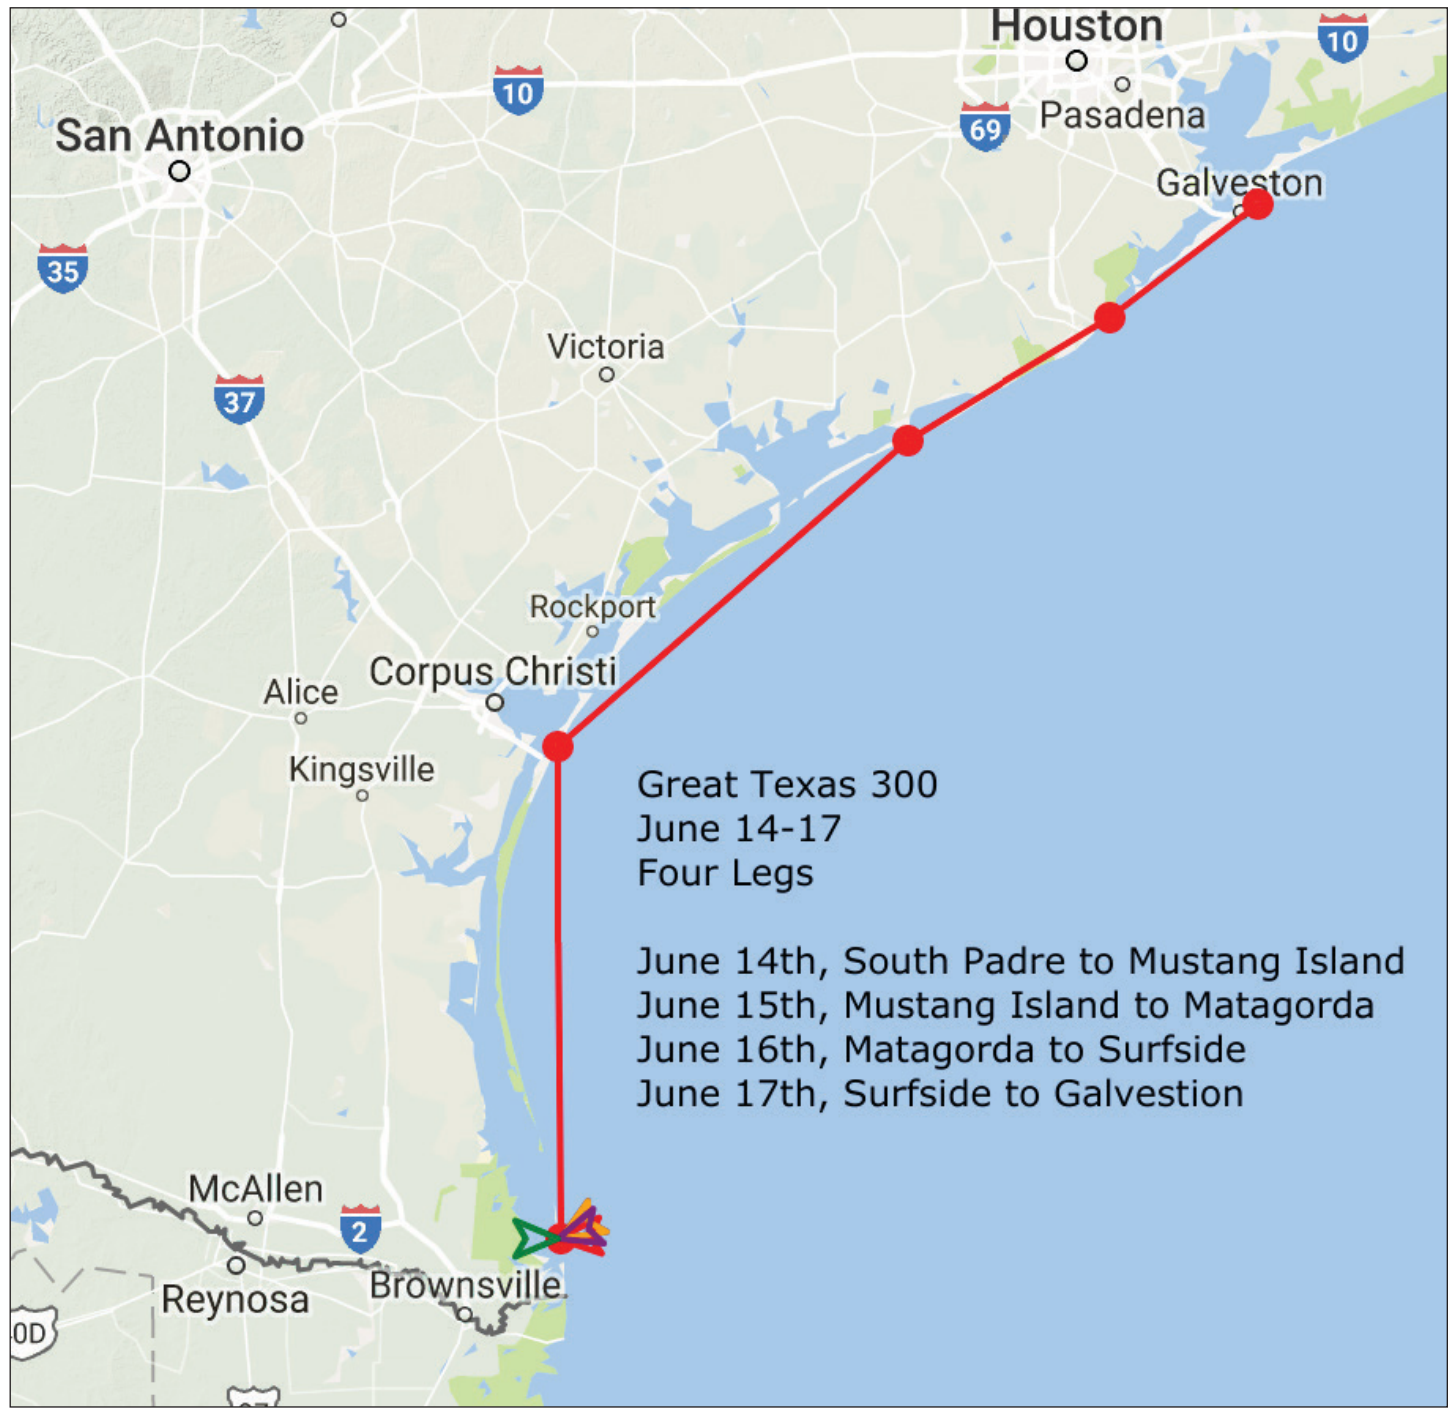 Houston
10
10
69
Pasadena
San Antonio
Galveston
35
Victoria
37
Rockport
Corpus Christi
Alice
Kingsville
Great Texas 300
June 14-17
Four Legs
June 14th, South Padre to Mustang Island
June 15th, Mustang Island to Matagorda
June 16th, Matagorda to Surfside
June 17th, Surfside to Galvestion
McAllen
2
Reynosa
Brownsville
0D